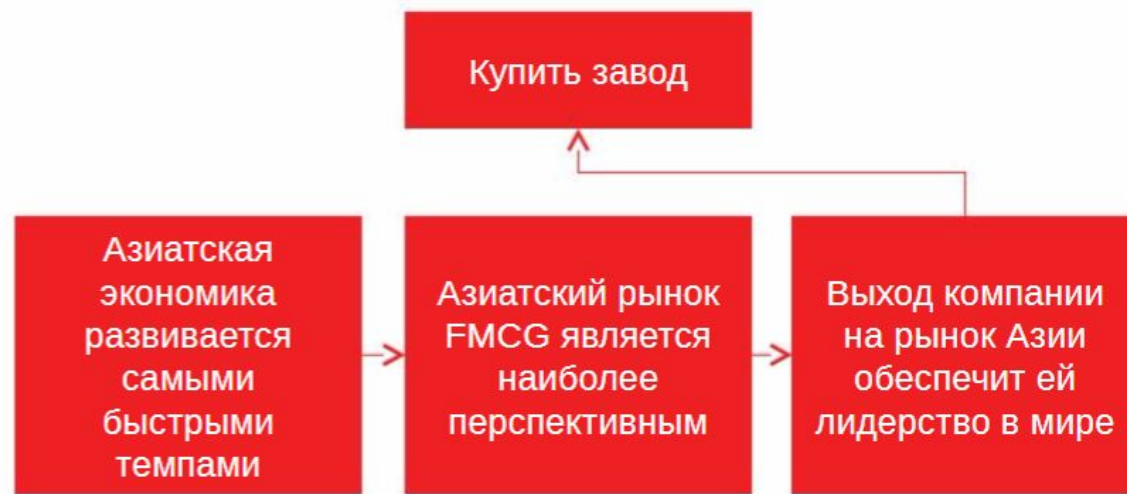 Купить завод
Азиатская
экономика
развивается
самыми
быстрыми
темпами
Азиатский рынок
FMCG является
наиболее
перспективным
Выход компании
на рынок Азии
обеспечит ей
лидерство в мире